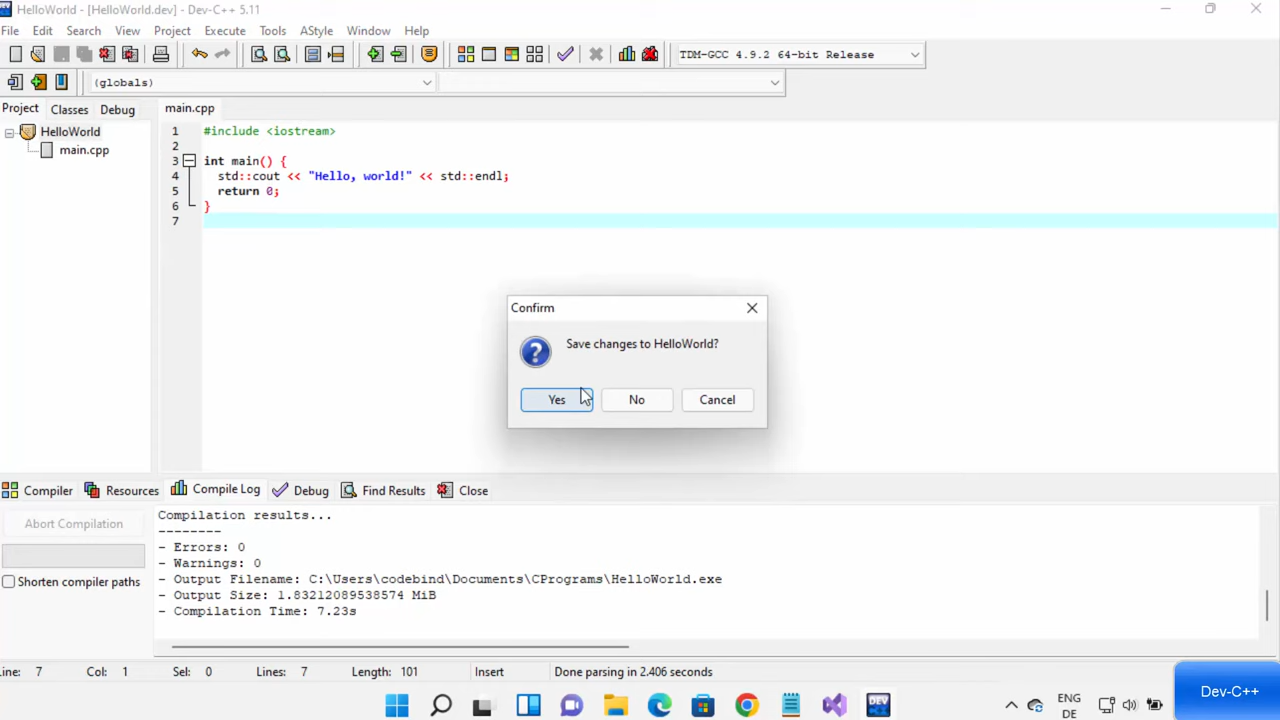 HelloWorld - [HelloWorld.dev] - Dev-C++ 5.11
File Edit Search View Project Execute Tools AStyle Window Help
TDM-GCC 4.9.2 64-bit Release
(globals)
Project Classes Debug
main.cpp
HelloWorld
main.cpp
1 #include <iostream>
2
3 int main() {
4 std::cout << "Hello, world!" << std::endl;
5 return 0;
6 }
7
Confirm
Save changes to HelloWorld?
Yes No Cancel
Compiler Resources Compile Log Debug Find Results Close
Abort Compilation
Shorten compiler paths
Compilation results...
--------
- Errors: 0
- Warnings: 0
- Output Filename: C:\Users\codebind\Documents\CPrograms\HelloWorld.exe
- Output Size: 1.83212089538574 MiB
- Compilation Time: 7.23s
Line: 7 Col: 1 Sel: 0 Lines: 7 Length: 101 Insert Done parsing in 2.406 seconds
DEV
ENG
DE
Dev-C++